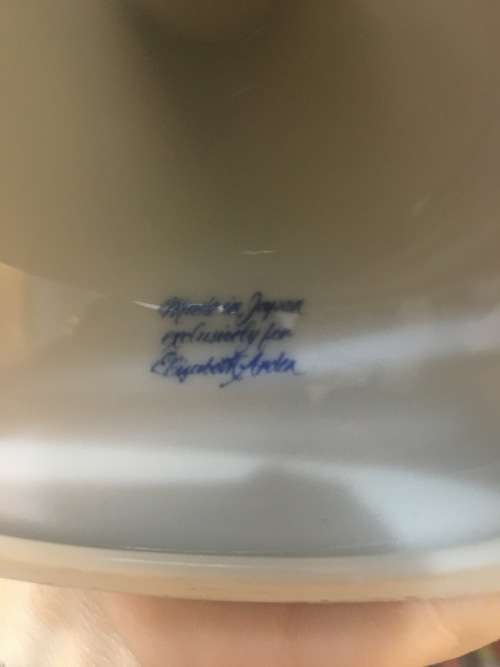 Made in Japan
exclusively for
Elizabeth Arden